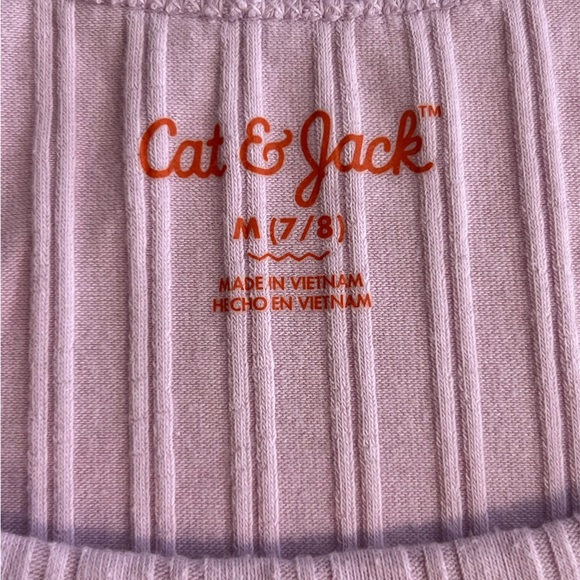 Cat & Jack™
M (7/8)
MADE IN VIETNAM
HECHO EN VIETNAM